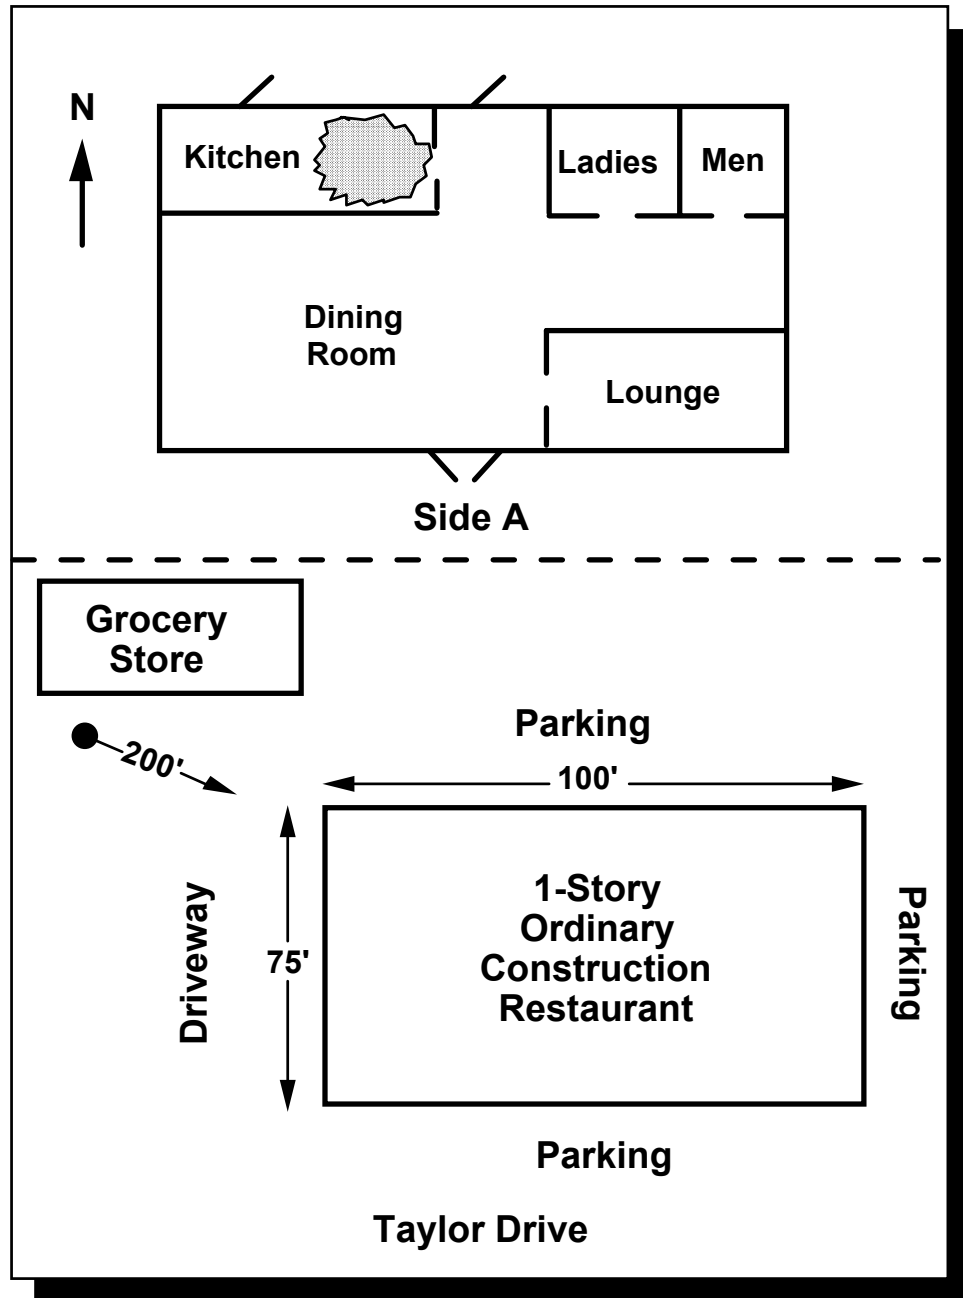 N
Kitchen
Ladies
Men
Dining
Room
Lounge
Side A
Grocery
Store
200'
Parking
100'
Driveway
75'
1-Story
Ordinary
Construction
Restaurant
Parking
Parking
Taylor Drive